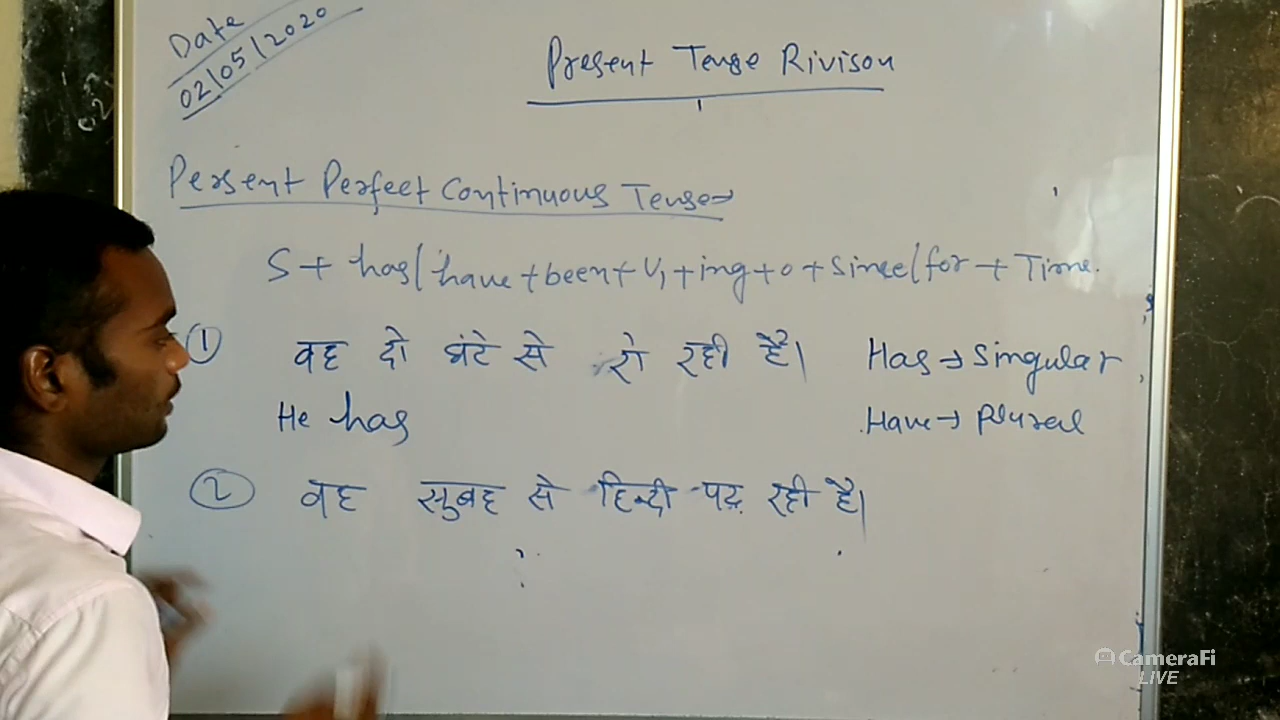 Date
02/05/2020
Present Tense Rivison
Persent Perfect Continuous Tense→
S + has/have + been + V1 + ing + o + Since/for + Time.
① वह दो घंटे से रो रही है। Has → Singular
He has Have → Plural
② वह सुबह से हिन्दी पढ़ रही है।
CameraFi
LIVE